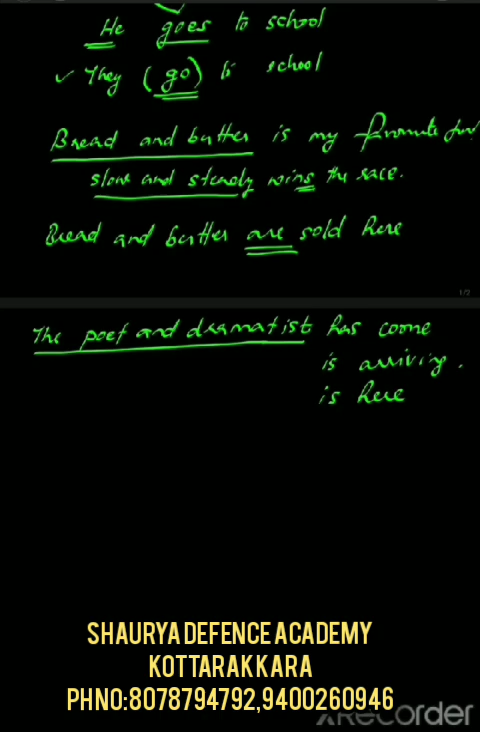 He goes to school
✓ They (go) to school
Bread and butter is my favourite food.
slow and steady wins the race.
Bread and butter are sold here
1/2
The poet and dramatist has come
is arriving.
is here
SHAURYA DEFENCE ACADEMY
KOTTARAKKARA
PHNO:8078794792,9400260946
XRecorder